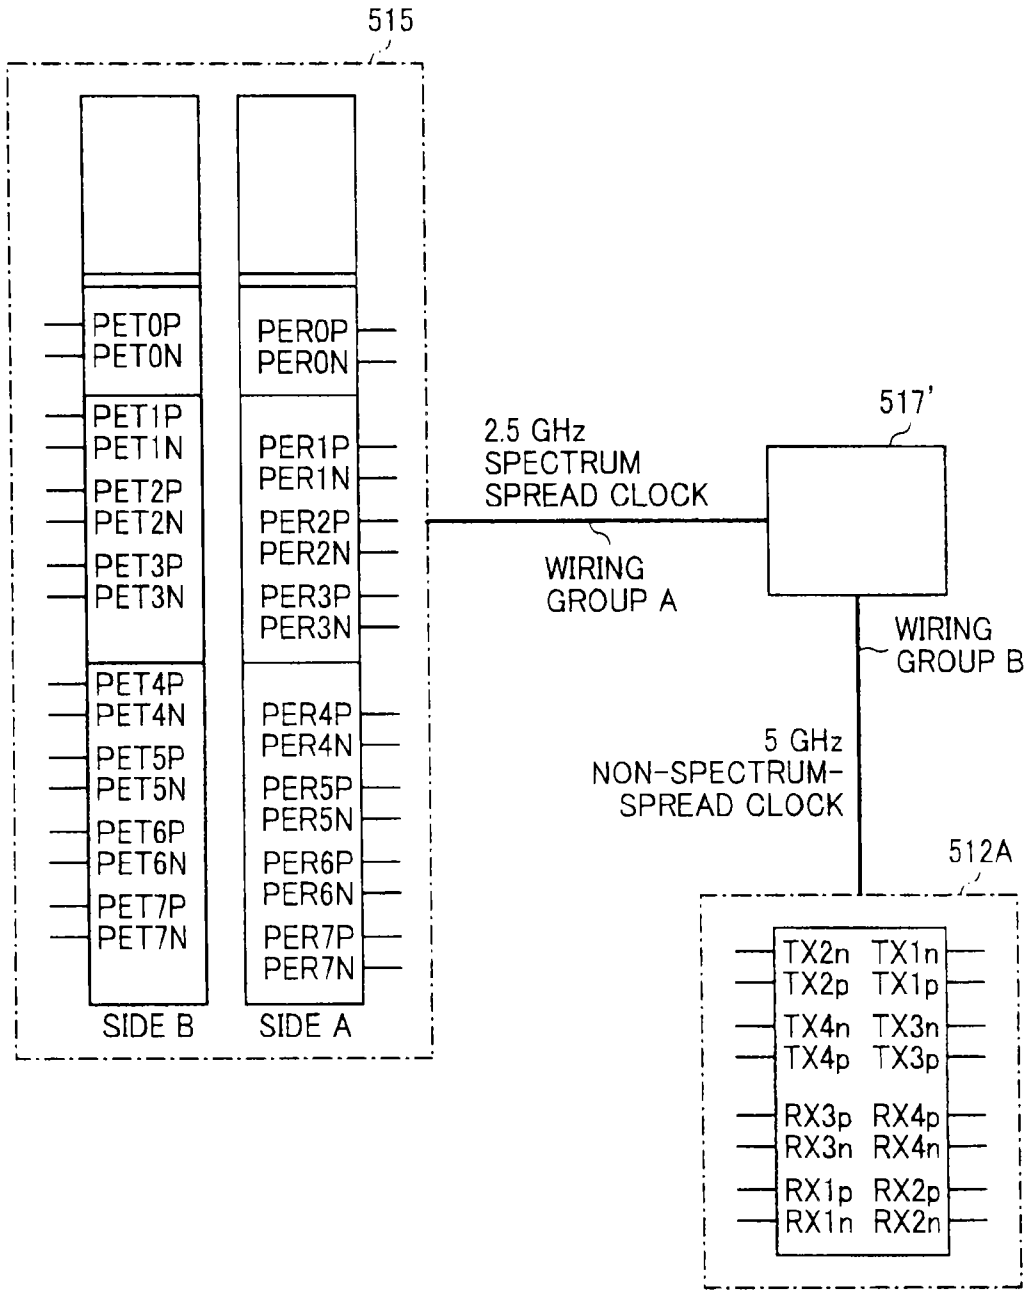 515
PET0P
PET0N
PET1P
PET1N
PET2P
PET2N
PET3P
PET3N
PET4P
PET4N
PET5P
PET5N
PET6P
PET6N
PET7P
PET7N
SIDE B
PER0P
PER0N
PER1P
PER1N
PER2P
PER2N
PER3P
PER3N
PER4P
PER4N
PER5P
PER5N
PER6P
PER6N
PER7P
PER7N
SIDE A
2.5 GHz
SPECTRUM
SPREAD CLOCK
WIRING
GROUP A
517'
WIRING
GROUP B
5 GHz
NON-SPECTRUM-
SPREAD CLOCK
512A
TX2n TX1n
TX2p TX1p
TX4n TX3n
TX4p TX3p
RX3p RX4p
RX3n RX4n
RX1p RX2p
RX1n RX2n